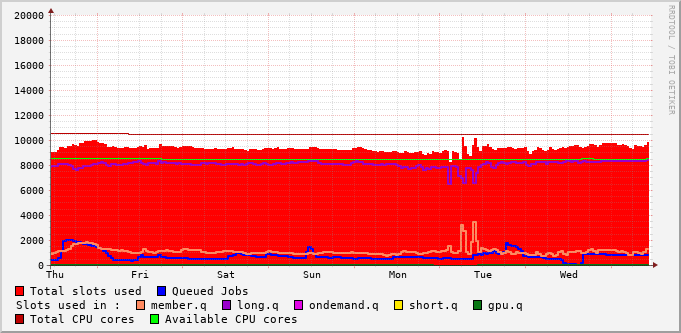 RRDTOOL / TOBI OETIKER
20000
18000
16000
14000
12000
10000
8000
6000
4000
2000
0
Thu Fri Sat Sun Mon Tue Wed
Total slots used Queued Jobs
Slots used in : member.q long.q ondemand.q short.q gpu.q
Total CPU cores Available CPU cores